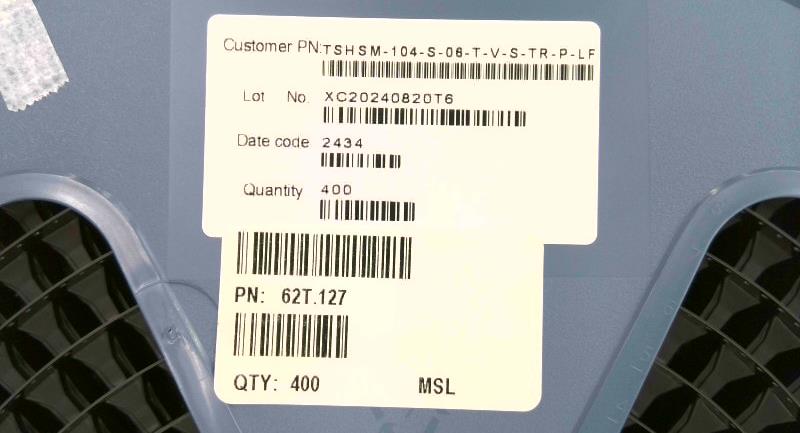 Customer PN:TSHSM-104-S-06-T-V-S-TR-P-LF
Lot No. XC20240820T6
Date code 2434
Quantity 400
PN: 62T.127
QTY: 400 MSL